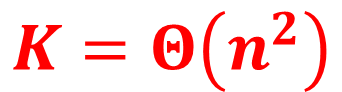 K = Θ(n²)